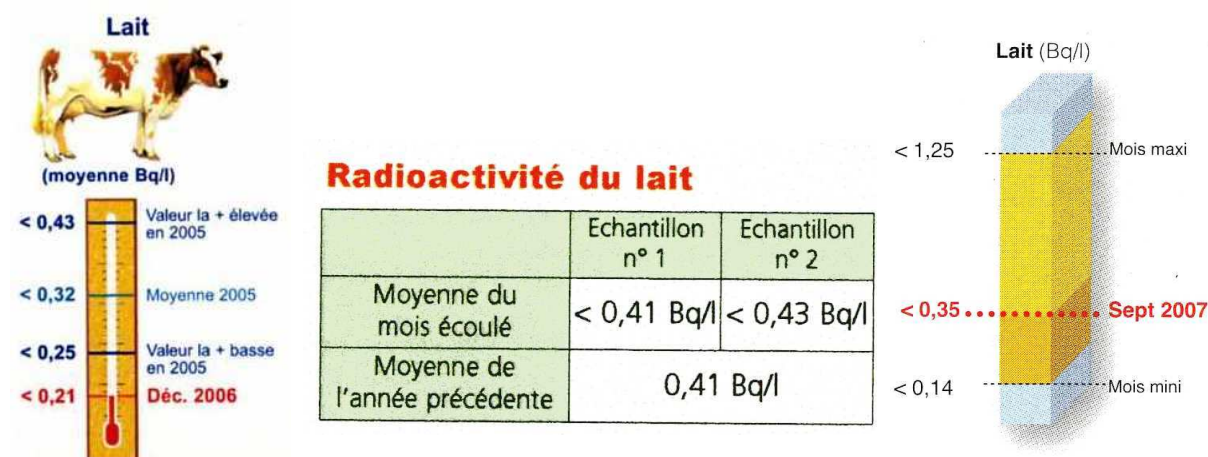 Lait
(moyenne Bq/l)
< 0,43
Valeur la + élevée
en 2005
< 0,32
Moyenne 2005
< 0,25
Valeur la + basse
en 2005
< 0,21
Déc. 2006
Radioactivité du lait
Echantillon
n° 1
Echantillon
n° 2
Moyenne du
mois écoulé
< 0,41 Bq/l
< 0,43 Bq/l
Moyenne de
l'année précédente
0,41 Bq/l
Lait (Bq/l)
< 1,25
Mois maxi
< 0,35
Sept 2007
< 0,14
Mois mini